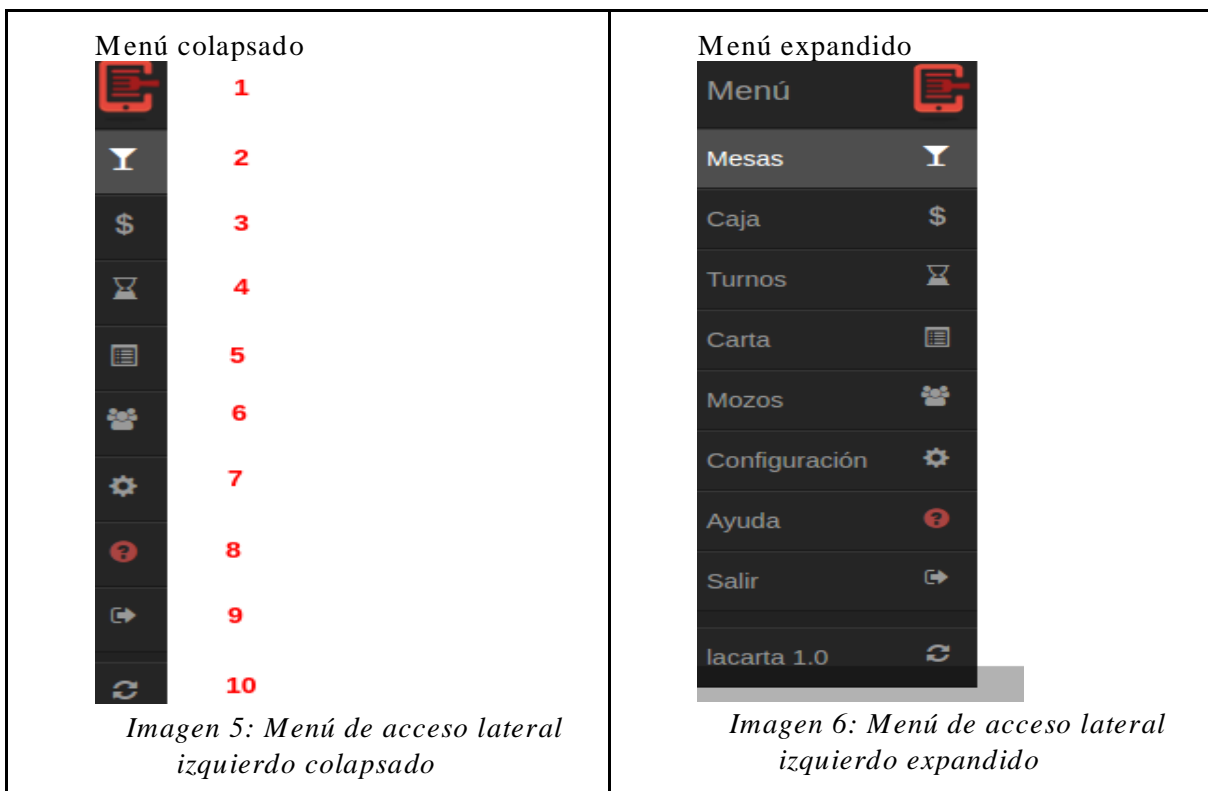 Menú colapsado
1
2
$
3
4
5
6
7
?
8
9
10
Imagen 5: Menú de acceso lateral
izquierdo colapsado
Menú expandido
Menú
Mesas
Caja $
Turnos
Carta
Mozos
Configuración
Ayuda ?
Salir
lacarta 1.0
Imagen 6: Menú de acceso lateral
izquierdo expandido